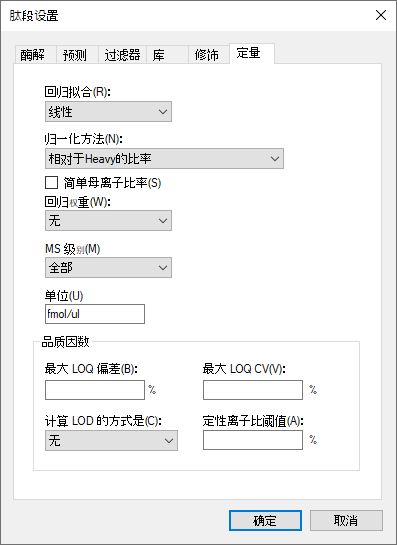 肽段设置
酶解 预测 过滤器 库 修饰 定量
回归拟合(R):
线性
归一化方法(N):
相对于Heavy的比率
简单母离子比率(S)
回归权重(W):
无
MS 级别(M)
全部
单位(U)
fmol/ul
品质因数
最大 LOQ 偏差(B): 最大 LOQ CV(V):
% %
计算 LOD 的方式是(C): 定性离子比阈值(A):
无 %
确定 取消